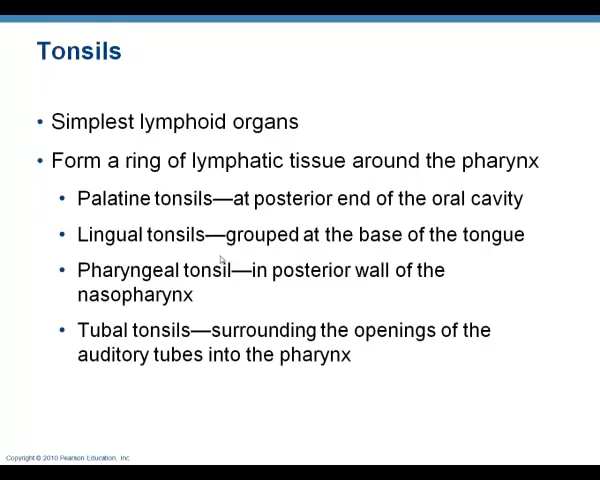 Tonsils
• Simplest lymphoid organs
• Form a ring of lymphatic tissue around the pharynx
• Palatine tonsils—at posterior end of the oral cavity
• Lingual tonsils—grouped at the base of the tongue
• Pharyngeal tonsil—in posterior wall of the
nasopharynx
• Tubal tonsils—surrounding the openings of the
auditory tubes into the pharynx
Copyright © 2010 Pearson Education, Inc.